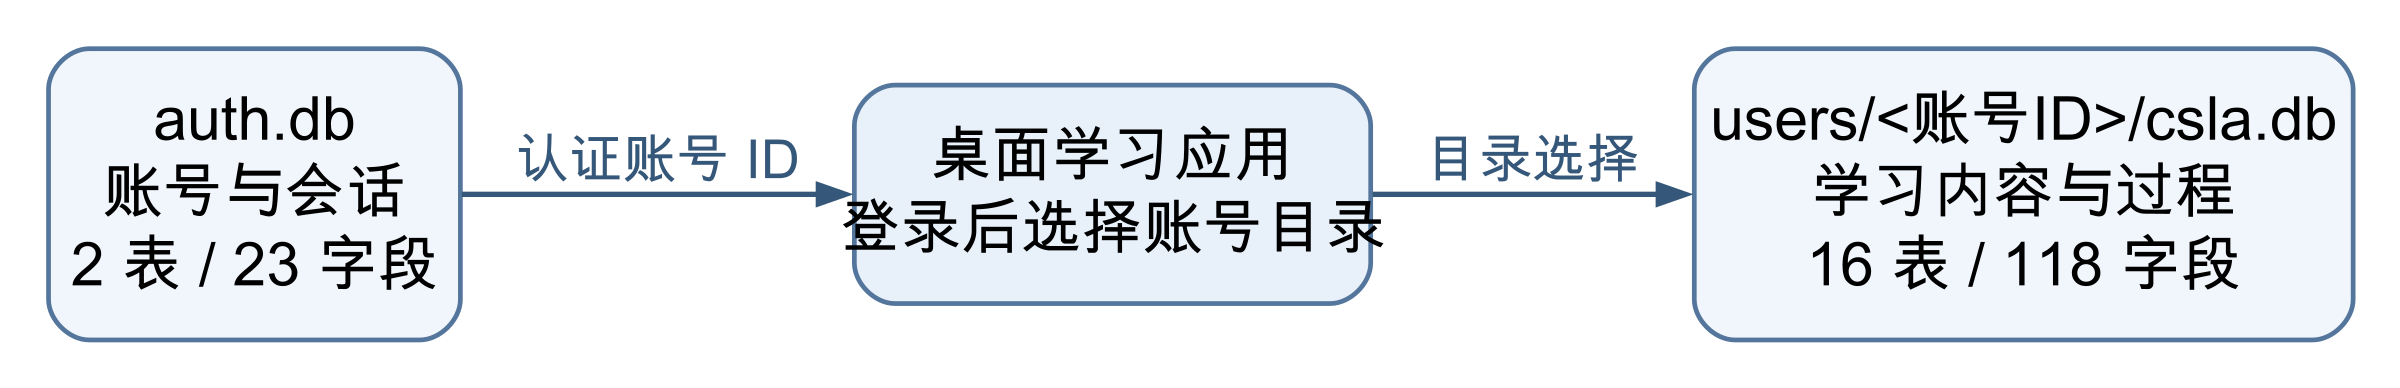 auth.db
账号与会话
2 表 / 23 字段
认证账号 ID
桌面学习应用
登录后选择账号目录
目录选择
users/<账号ID>/csla.db
学习内容与过程
16 表 / 118 字段